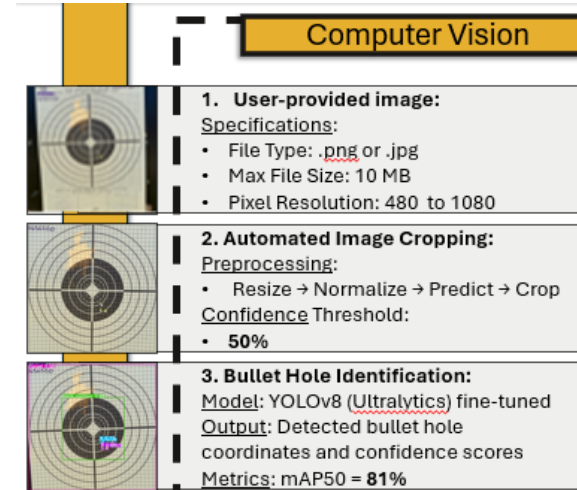 Computer Vision
1. User-provided image:
Specifications:
• File Type: .png or .jpg
• Max File Size: 10 MB
• Pixel Resolution: 480 to 1080
2. Automated Image Cropping:
Preprocessing:
• Resize → Normalize → Predict → Crop
Confidence Threshold:
• 50%
3. Bullet Hole Identification:
Model: YOLOv8 (Ultralytics) fine-tuned
Output: Detected bullet hole
coordinates and confidence scores
Metrics: mAP50 = 81%